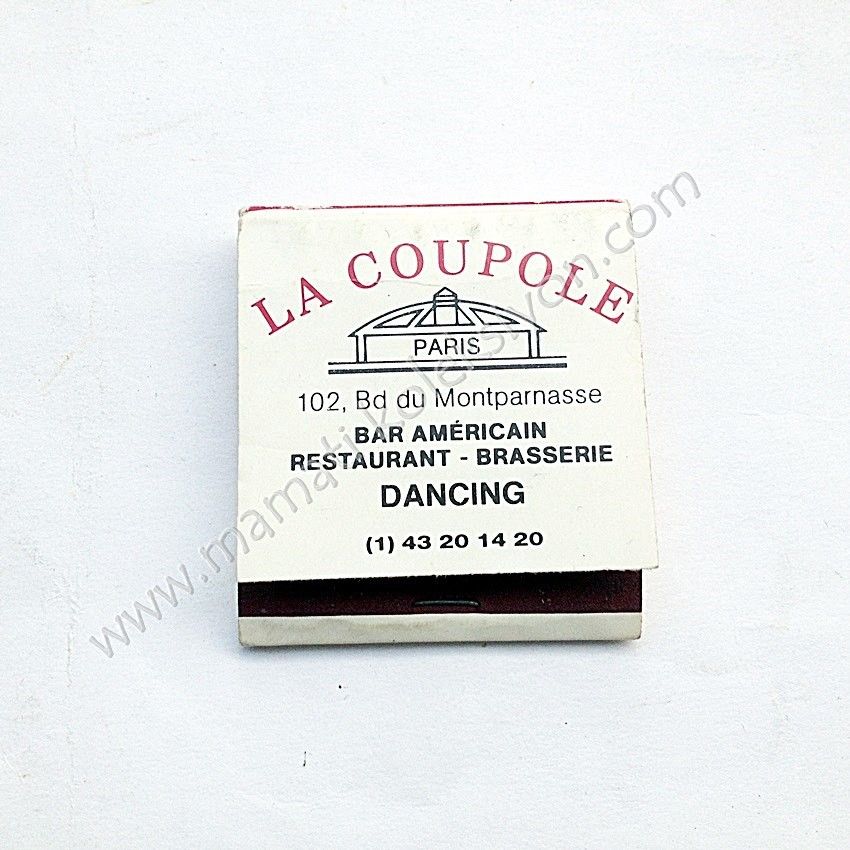 LA COUPOLE
PARIS
102, Bd du Montparnasse
BAR AMÉRICAIN
RESTAURANT - BRASSERIE
DANCING
(1) 43 20 14 20
www.mamatikoleksiyon.com